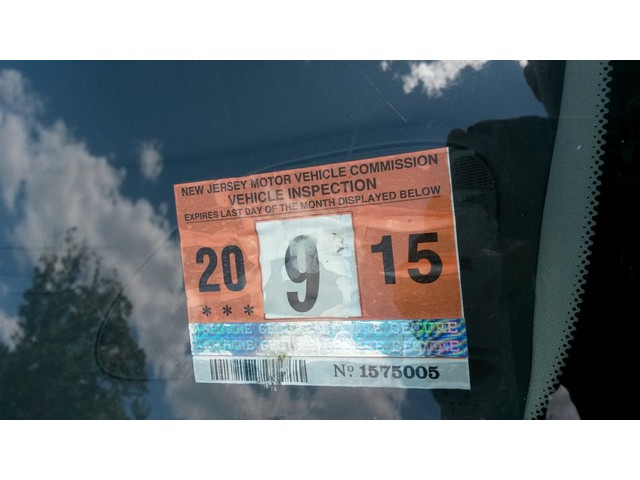 NEW JERSEY MOTOR VEHICLE COMMISSION
VEHICLE INSPECTION
EXPIRES LAST DAY OF THE MONTH DISPLAYED BELOW
20 9 15
***
SECURE
SECURE
Nº 1575005